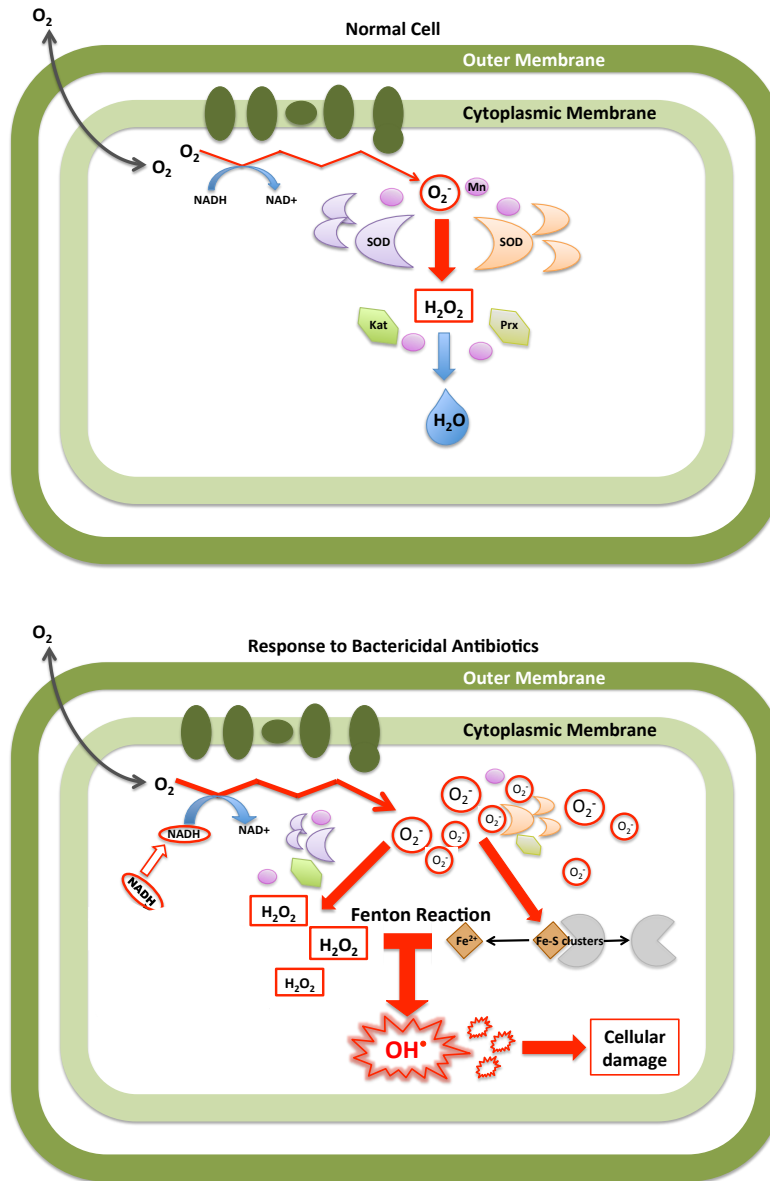 O₂
Normal Cell
Outer Membrane
Cytoplasmic Membrane
O₂
O₂
NADH
NAD+
O₂⁻
Mn
SOD
SOD
H₂O₂
Kat
Prx
H₂O
O₂
Response to Bactericidal Antibiotics
Outer Membrane
Cytoplasmic Membrane
O₂
NADH
NAD+
NADH
O₂⁻
O₂⁻
O₂⁻
O₂⁻
O₂⁻
O₂⁻
O₂⁻
O₂⁻
O₂⁻
H₂O₂
H₂O₂
H₂O₂
Fenton Reaction
Fe²⁺
Fe-S clusters
OH•
Cellular
damage